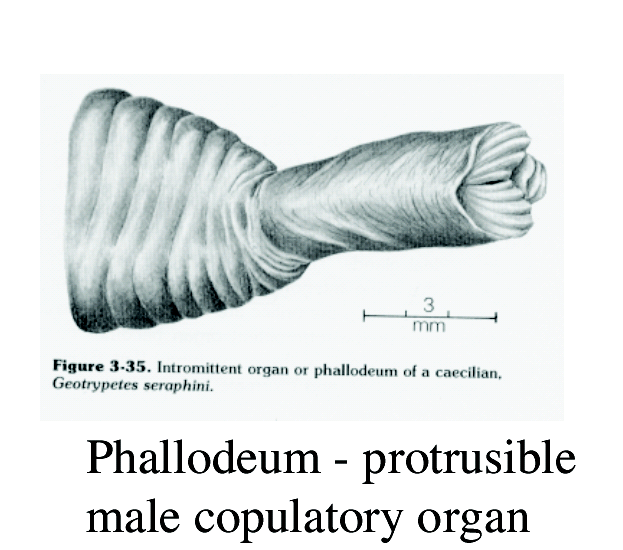 3
mm
Figure 3-35. Intromittent organ or phallodeum of a caecilian,
Geotrypetes seraphini.
Phallodeum - protrusible
male copulatory organ